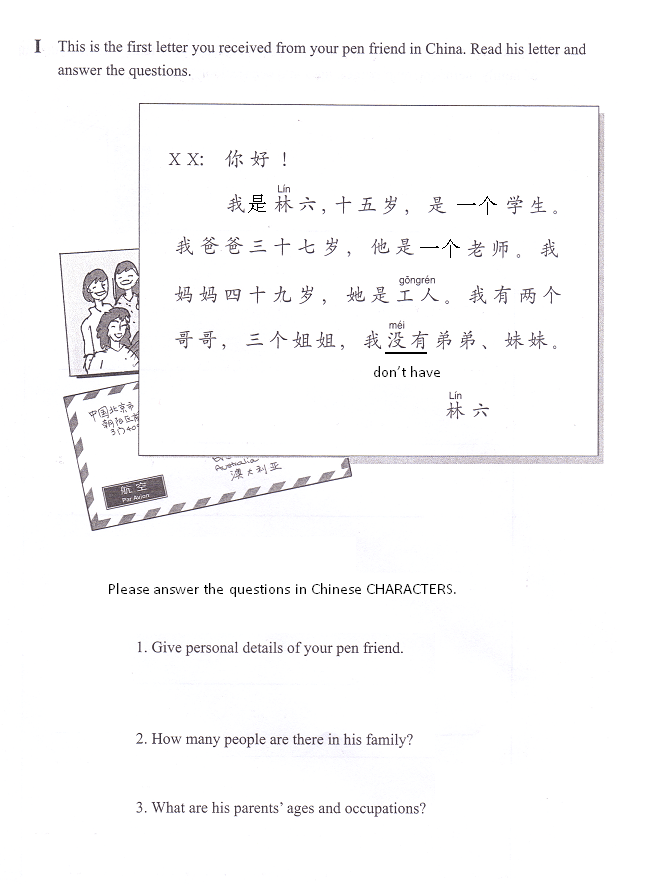 I This is the first letter you received from your pen friend in China. Read his letter and
answer the questions.
X X: 你好！
Lín
我是林六，十五岁，是一个学生。
我爸爸三十七岁，他是一个老师。我
gōngrén
妈妈四十九岁，她是工人。我有两个
méi
哥哥，三个姐姐，我没有弟弟、妹妹。
don't have
Lín
林六
中国北京市
朝阳区
Australia
澳大利亚
航空
Par Avion
Please answer the questions in Chinese CHARACTERS.
1. Give personal details of your pen friend.
2. How many people are there in his family?
3. What are his parents' ages and occupations?